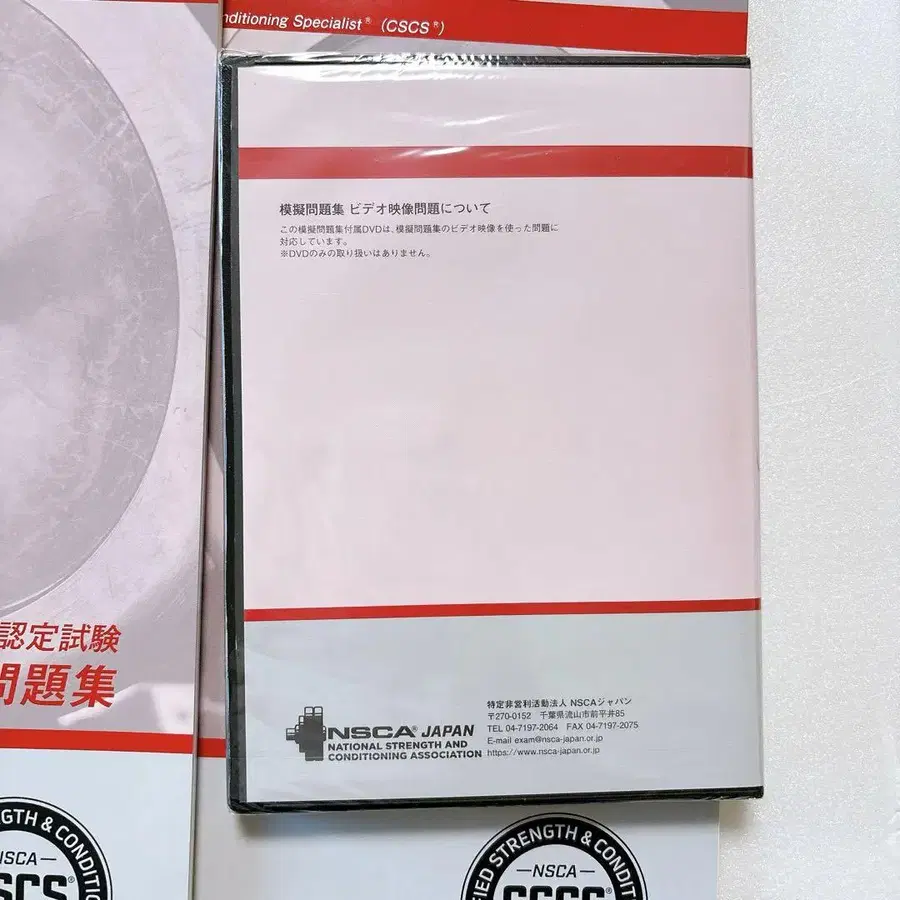 nditioning Specialist® (CSCS®)
模擬問題集 ビデオ映像問題について
この模擬問題集付属DVDは、模擬問題集のビデオ映像を使った問題に
対応しています。
※DVDのみの取り扱いはありません。
認定試験
問題集
NSCA® JAPAN
NATIONAL STRENGTH AND
CONDITIONING ASSOCIATION
特定非営利活動法人 NSCAジャパン
〒270-0152 千葉県流山市前平井85
TEL 04-7197-2064 FAX 04-7197-2075
E-mail exam@nsca-japan.or.jp
https://www.nsca-japan.or.jp
GTH & CONDITI
NSCA
SCS®
FIED STRENGTH & CONDIT
NSCA
CSCS®